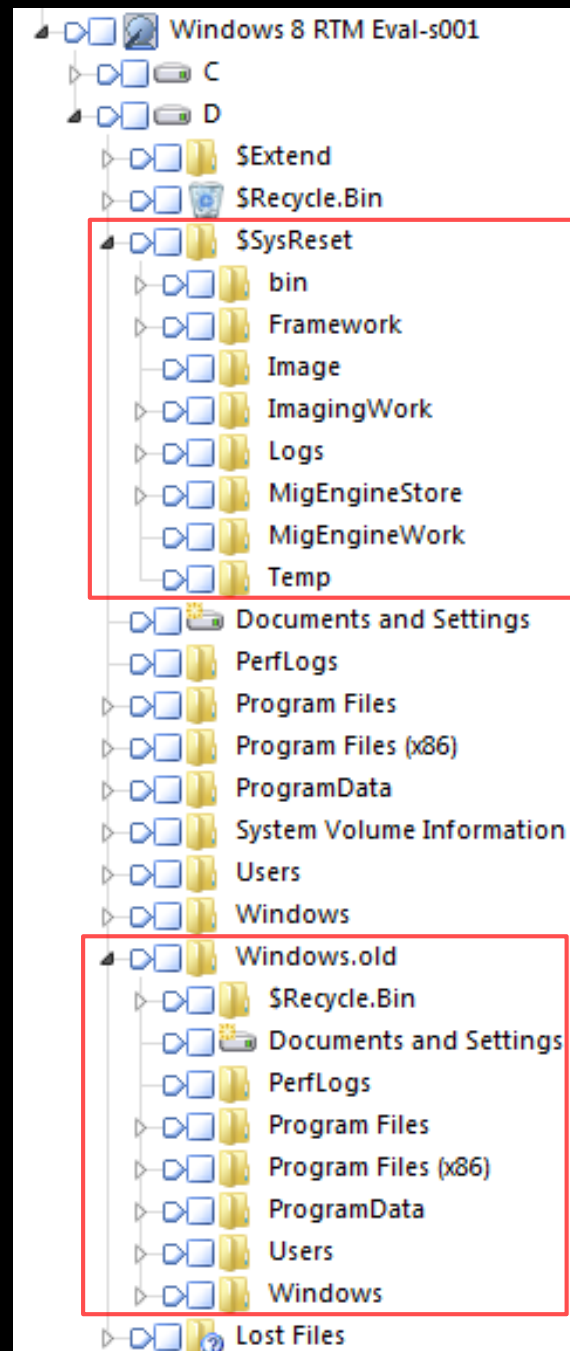 Windows 8 RTM Eval-s001
C
D
$Extend
$Recycle.Bin
$SysReset
bin
Framework
Image
ImagingWork
Logs
MigEngineStore
MigEngineWork
Temp
Documents and Settings
PerfLogs
Program Files
Program Files (x86)
ProgramData
System Volume Information
Users
Windows
Windows.old
$Recycle.Bin
Documents and Settings
PerfLogs
Program Files
Program Files (x86)
ProgramData
Users
Windows
Lost Files